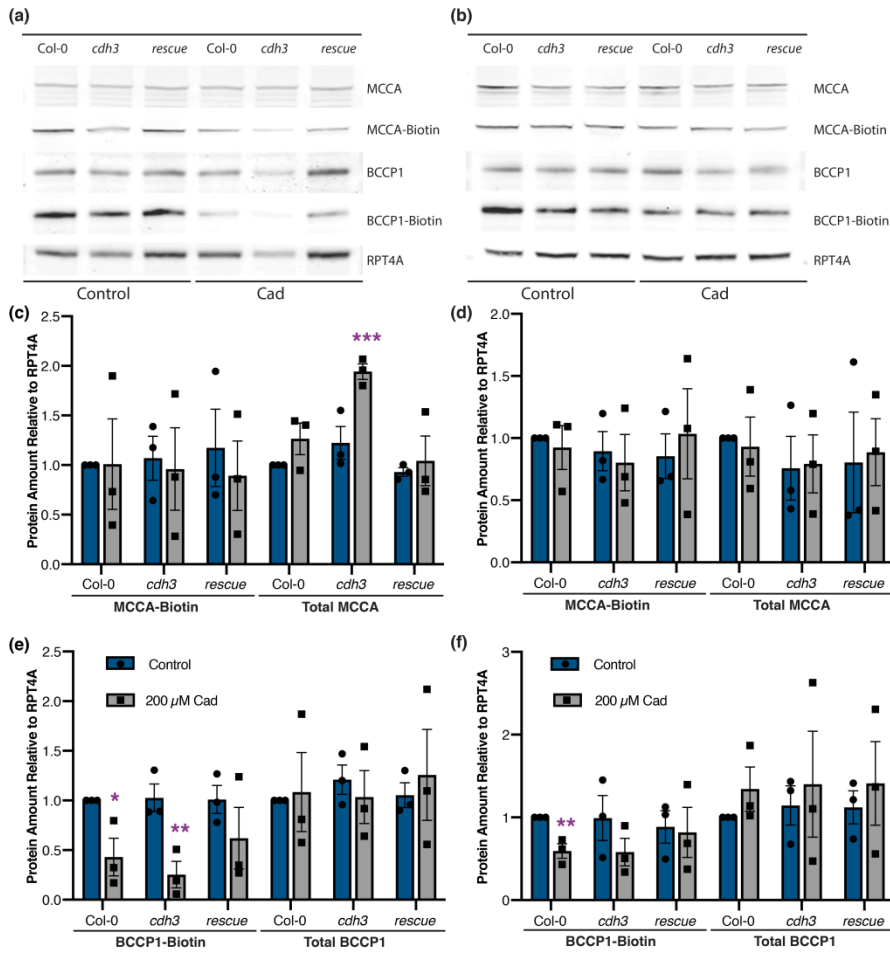 (a)
Col-0 cdh3 rescue Col-0 cdh3 rescue
MCCA
MCCA-Biotin
BCCP1
BCCP1-Biotin
RPT4A
Control Cad
(b)
Col-0 cdh3 rescue Col-0 cdh3 rescue
MCCA
MCCA-Biotin
BCCP1
BCCP1-Biotin
RPT4A
Control Cad
(c)
Protein Amount Relative to RPT4A
2.5
2.0
1.5
1.0
0.5
0.0
***
Col-0 cdh3 rescue Col-0 cdh3 rescue
MCCA-Biotin Total MCCA
(d)
Protein Amount Relative to RPT4A
2.0
1.5
1.0
0.5
0.0
Col-0 cdh3 rescue Col-0 cdh3 rescue
MCCA-Biotin Total MCCA
(e)
Protein Amount Relative to RPT4A
2.5
2.0
1.5
1.0
0.5
0.0
Control
200 µM Cad
*
**
Col-0 cdh3 rescue Col-0 cdh3 rescue
BCCP1-Biotin Total BCCP1
(f)
Protein Amount Relative to RPT4A
3
2
1
0
Control
200 µM Cad
**
Col-0 cdh3 rescue Col-0 cdh3 rescue
BCCP1-Biotin Total BCCP1